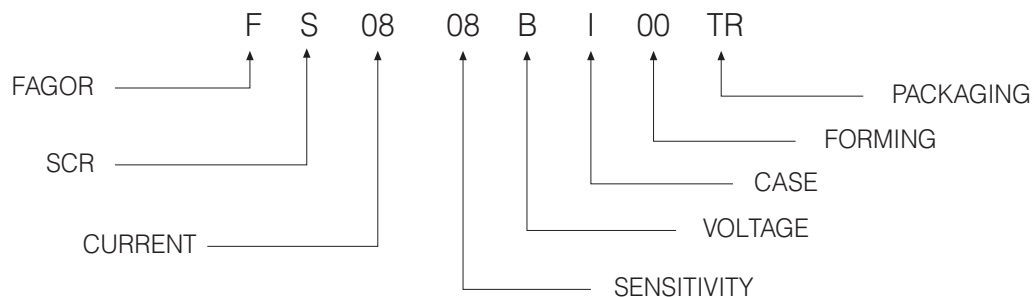 F S 08 08 B I 00 TR
FAGOR
PACKAGING
FORMING
SCR
CASE
VOLTAGE
CURRENT
SENSITIVITY